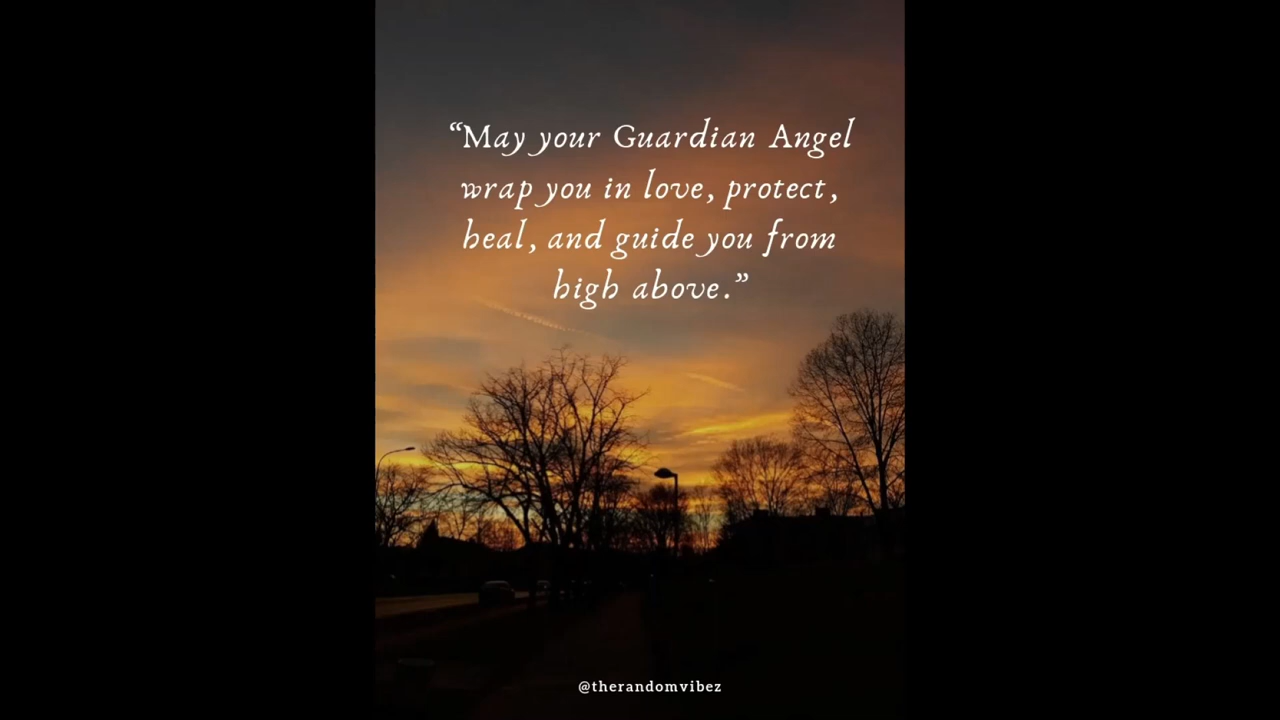 “May your Guardian Angel
wrap you in love, protect,
heal, and guide you from
high above.”
@therandomvibez